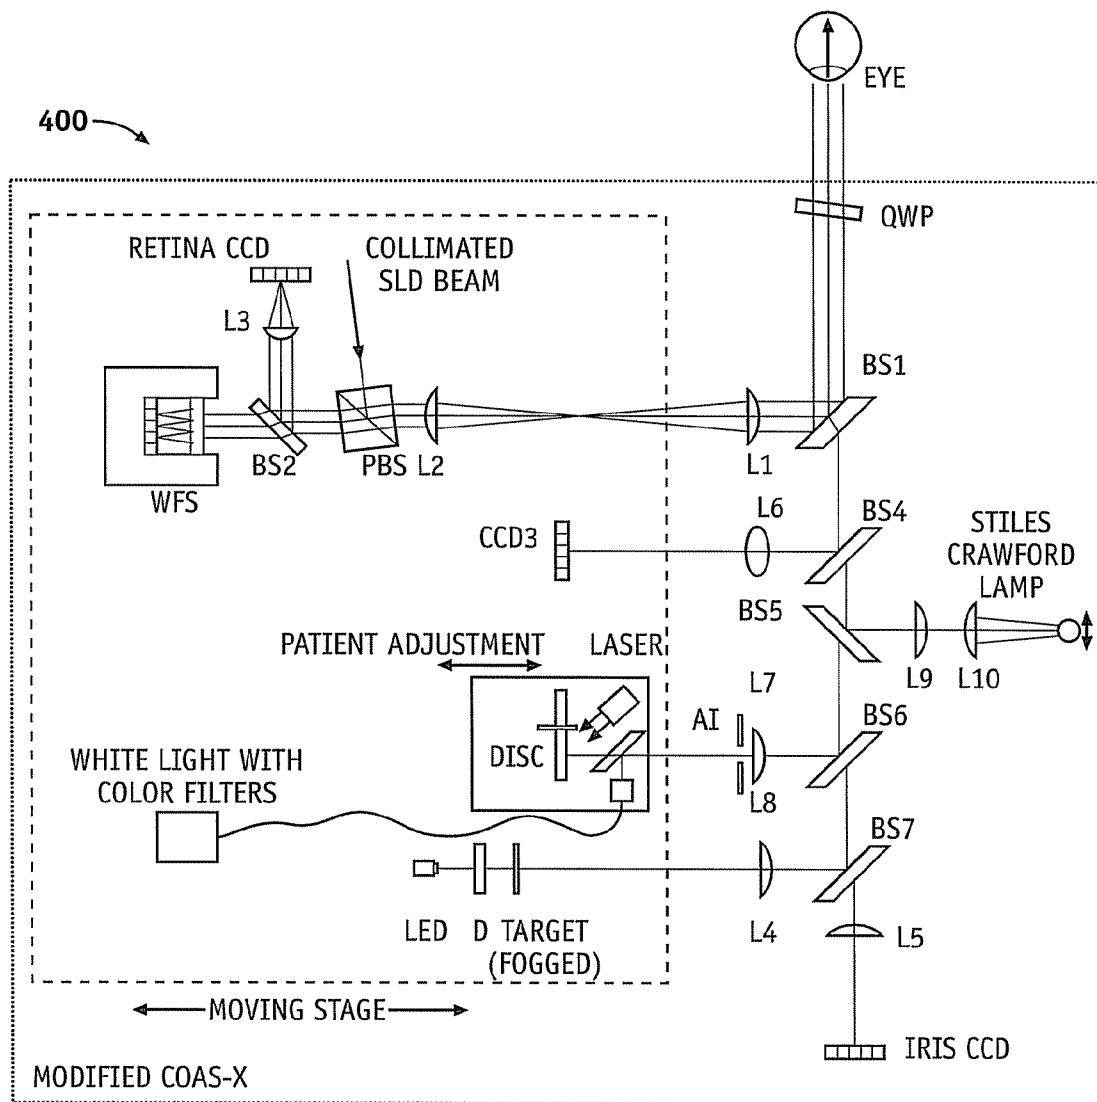 EYE
400
QWP
RETINA CCD
COLLIMATED
SLD BEAM
L3
BS1
BS2
PBS L2
L1
WFS
L6
BS4
STILES
CRAWFORD
LAMP
CCD3
BS5
PATIENT ADJUSTMENT
LASER
L9
L10
L7
AI
BS6
DISC
WHITE LIGHT WITH
COLOR FILTERS
L8
BS7
LED D TARGET
(FOGGED)
L4
L5
MOVING STAGE
IRIS CCD
MODIFIED COAS-X